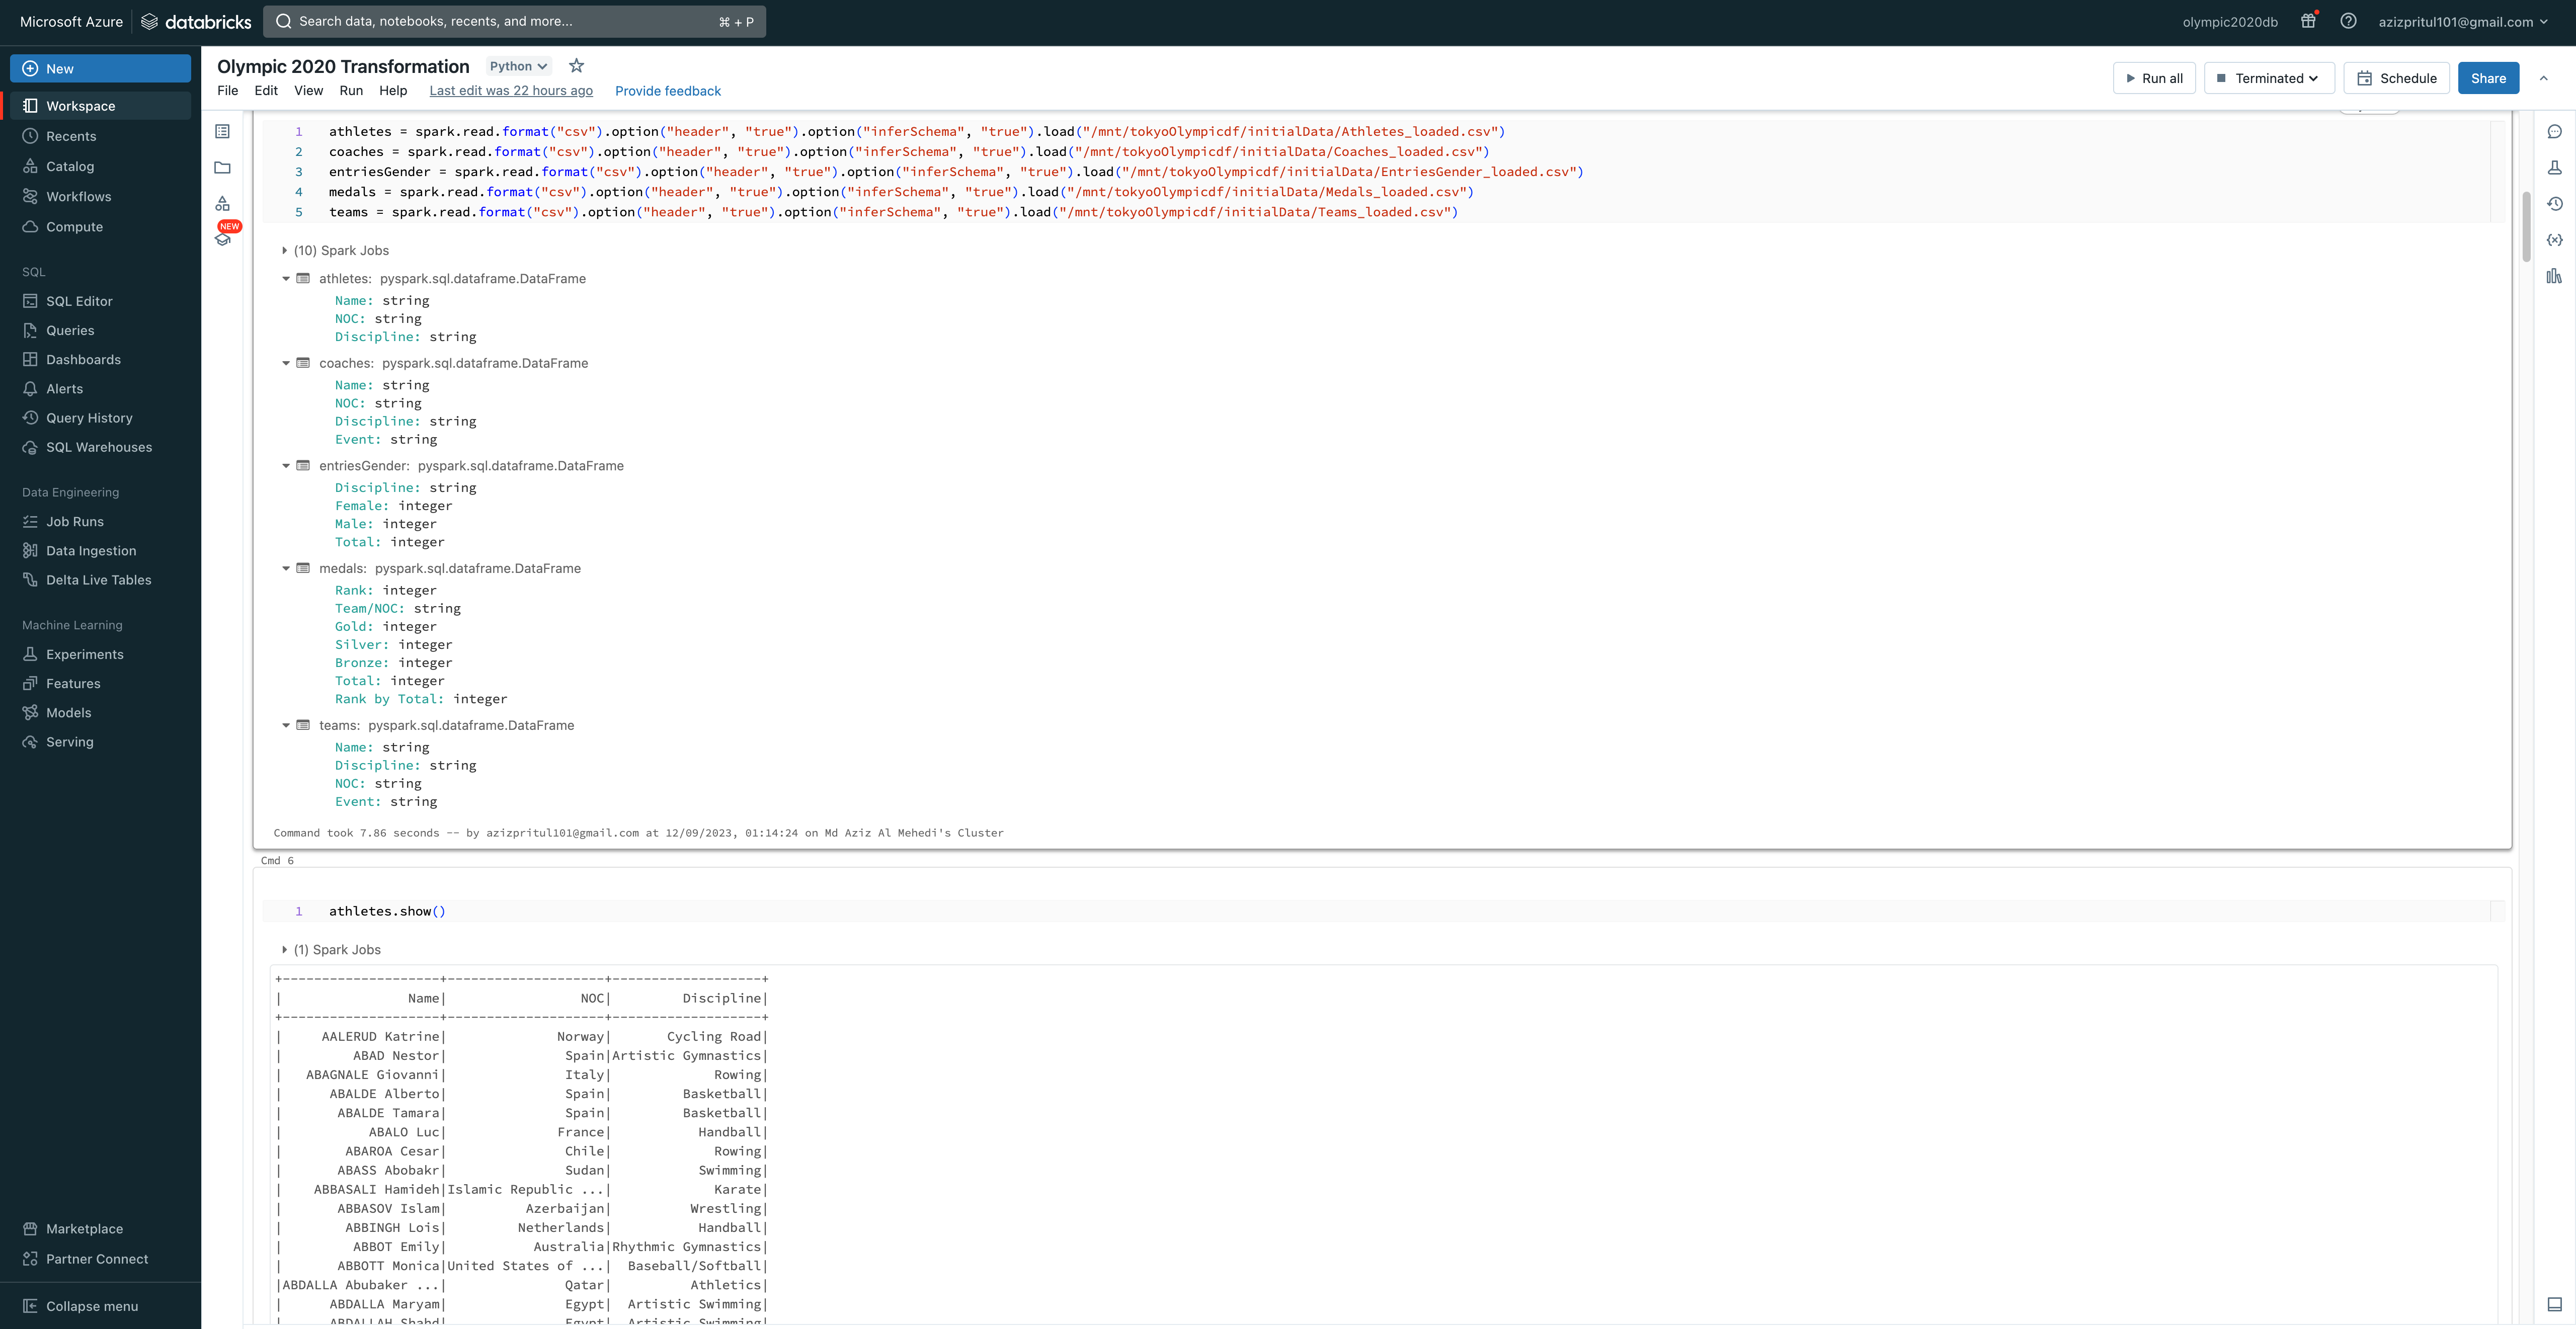 Microsoft Azure databricks Search data, notebooks, recents, and more... ⌘ + P olympic2020db azizpritul101@gmail.com
New
Workspace
Recents
Catalog
Workflows
Compute
SQL
SQL Editor
Queries
Dashboards
Alerts
Query History
SQL Warehouses
Data Engineering
Job Runs
Data Ingestion
Delta Live Tables
Machine Learning
Experiments
Features
Models
Serving
Marketplace
Partner Connect
Collapse menu
Olympic 2020 Transformation Python
File Edit View Run Help Last edit was 22 hours ago Provide feedback
Run all Terminated Schedule Share
NEW
1 athletes = spark.read.format("csv").option("header", "true").option("inferSchema", "true").load("/mnt/tokyoOlympicdf/initialData/Athletes_loaded.csv")
2 coaches = spark.read.format("csv").option("header", "true").option("inferSchema", "true").load("/mnt/tokyoOlympicdf/initialData/Coaches_loaded.csv")
3 entriesGender = spark.read.format("csv").option("header", "true").option("inferSchema", "true").load("/mnt/tokyoOlympicdf/initialData/EntriesGender_loaded.csv")
4 medals = spark.read.format("csv").option("header", "true").option("inferSchema", "true").load("/mnt/tokyoOlympicdf/initialData/Medals_loaded.csv")
5 teams = spark.read.format("csv").option("header", "true").option("inferSchema", "true").load("/mnt/tokyoOlympicdf/initialData/Teams_loaded.csv")
(10) Spark Jobs
athletes: pyspark.sql.dataframe.DataFrame
Name: string
NOC: string
Discipline: string
coaches: pyspark.sql.dataframe.DataFrame
Name: string
NOC: string
Discipline: string
Event: string
entriesGender: pyspark.sql.dataframe.DataFrame
Discipline: string
Female: integer
Male: integer
Total: integer
medals: pyspark.sql.dataframe.DataFrame
Rank: integer
Team/NOC: string
Gold: integer
Silver: integer
Bronze: integer
Total: integer
Rank by Total: integer
teams: pyspark.sql.dataframe.DataFrame
Name: string
Discipline: string
NOC: string
Event: string
Command took 7.86 seconds -- by azizpritul101@gmail.com at 12/09/2023, 01:14:24 on Md Aziz Al Mehedi's Cluster
Cmd 6
1 athletes.show()
(1) Spark Jobs
+--------------------+--------------------+-------------------+
| Name| NOC| Discipline|
+--------------------+--------------------+-------------------+
| AALERUD Katrine| Norway| Cycling Road|
| ABAD Nestor| Spain|Artistic Gymnastics|
| ABAGNALE Giovanni| Italy| Rowing|
| ABALDE Alberto| Spain| Basketball|
| ABALDE Tamara| Spain| Basketball|
| ABALO Luc| France| Handball|
| ABAROA Cesar| Chile| Rowing|
| ABASS Abobakr| Sudan| Swimming|
| ABBASALI Hamideh|Islamic Republic ...| Karate|
| ABBASOV Islam| Azerbaijan| Wrestling|
| ABBINGH Lois| Netherlands| Handball|
| ABBOT Emily| Australia|Rhythmic Gymnastics|
| ABBOTT Monica|United States of ...| Baseball/Softball|
|ABDALLA Abubaker ...| Qatar| Athletics|
| ABDALLA Maryam| Egypt| Artistic Swimming|
| ABDALLAH Shahd| Egypt| Artistic Swimming|